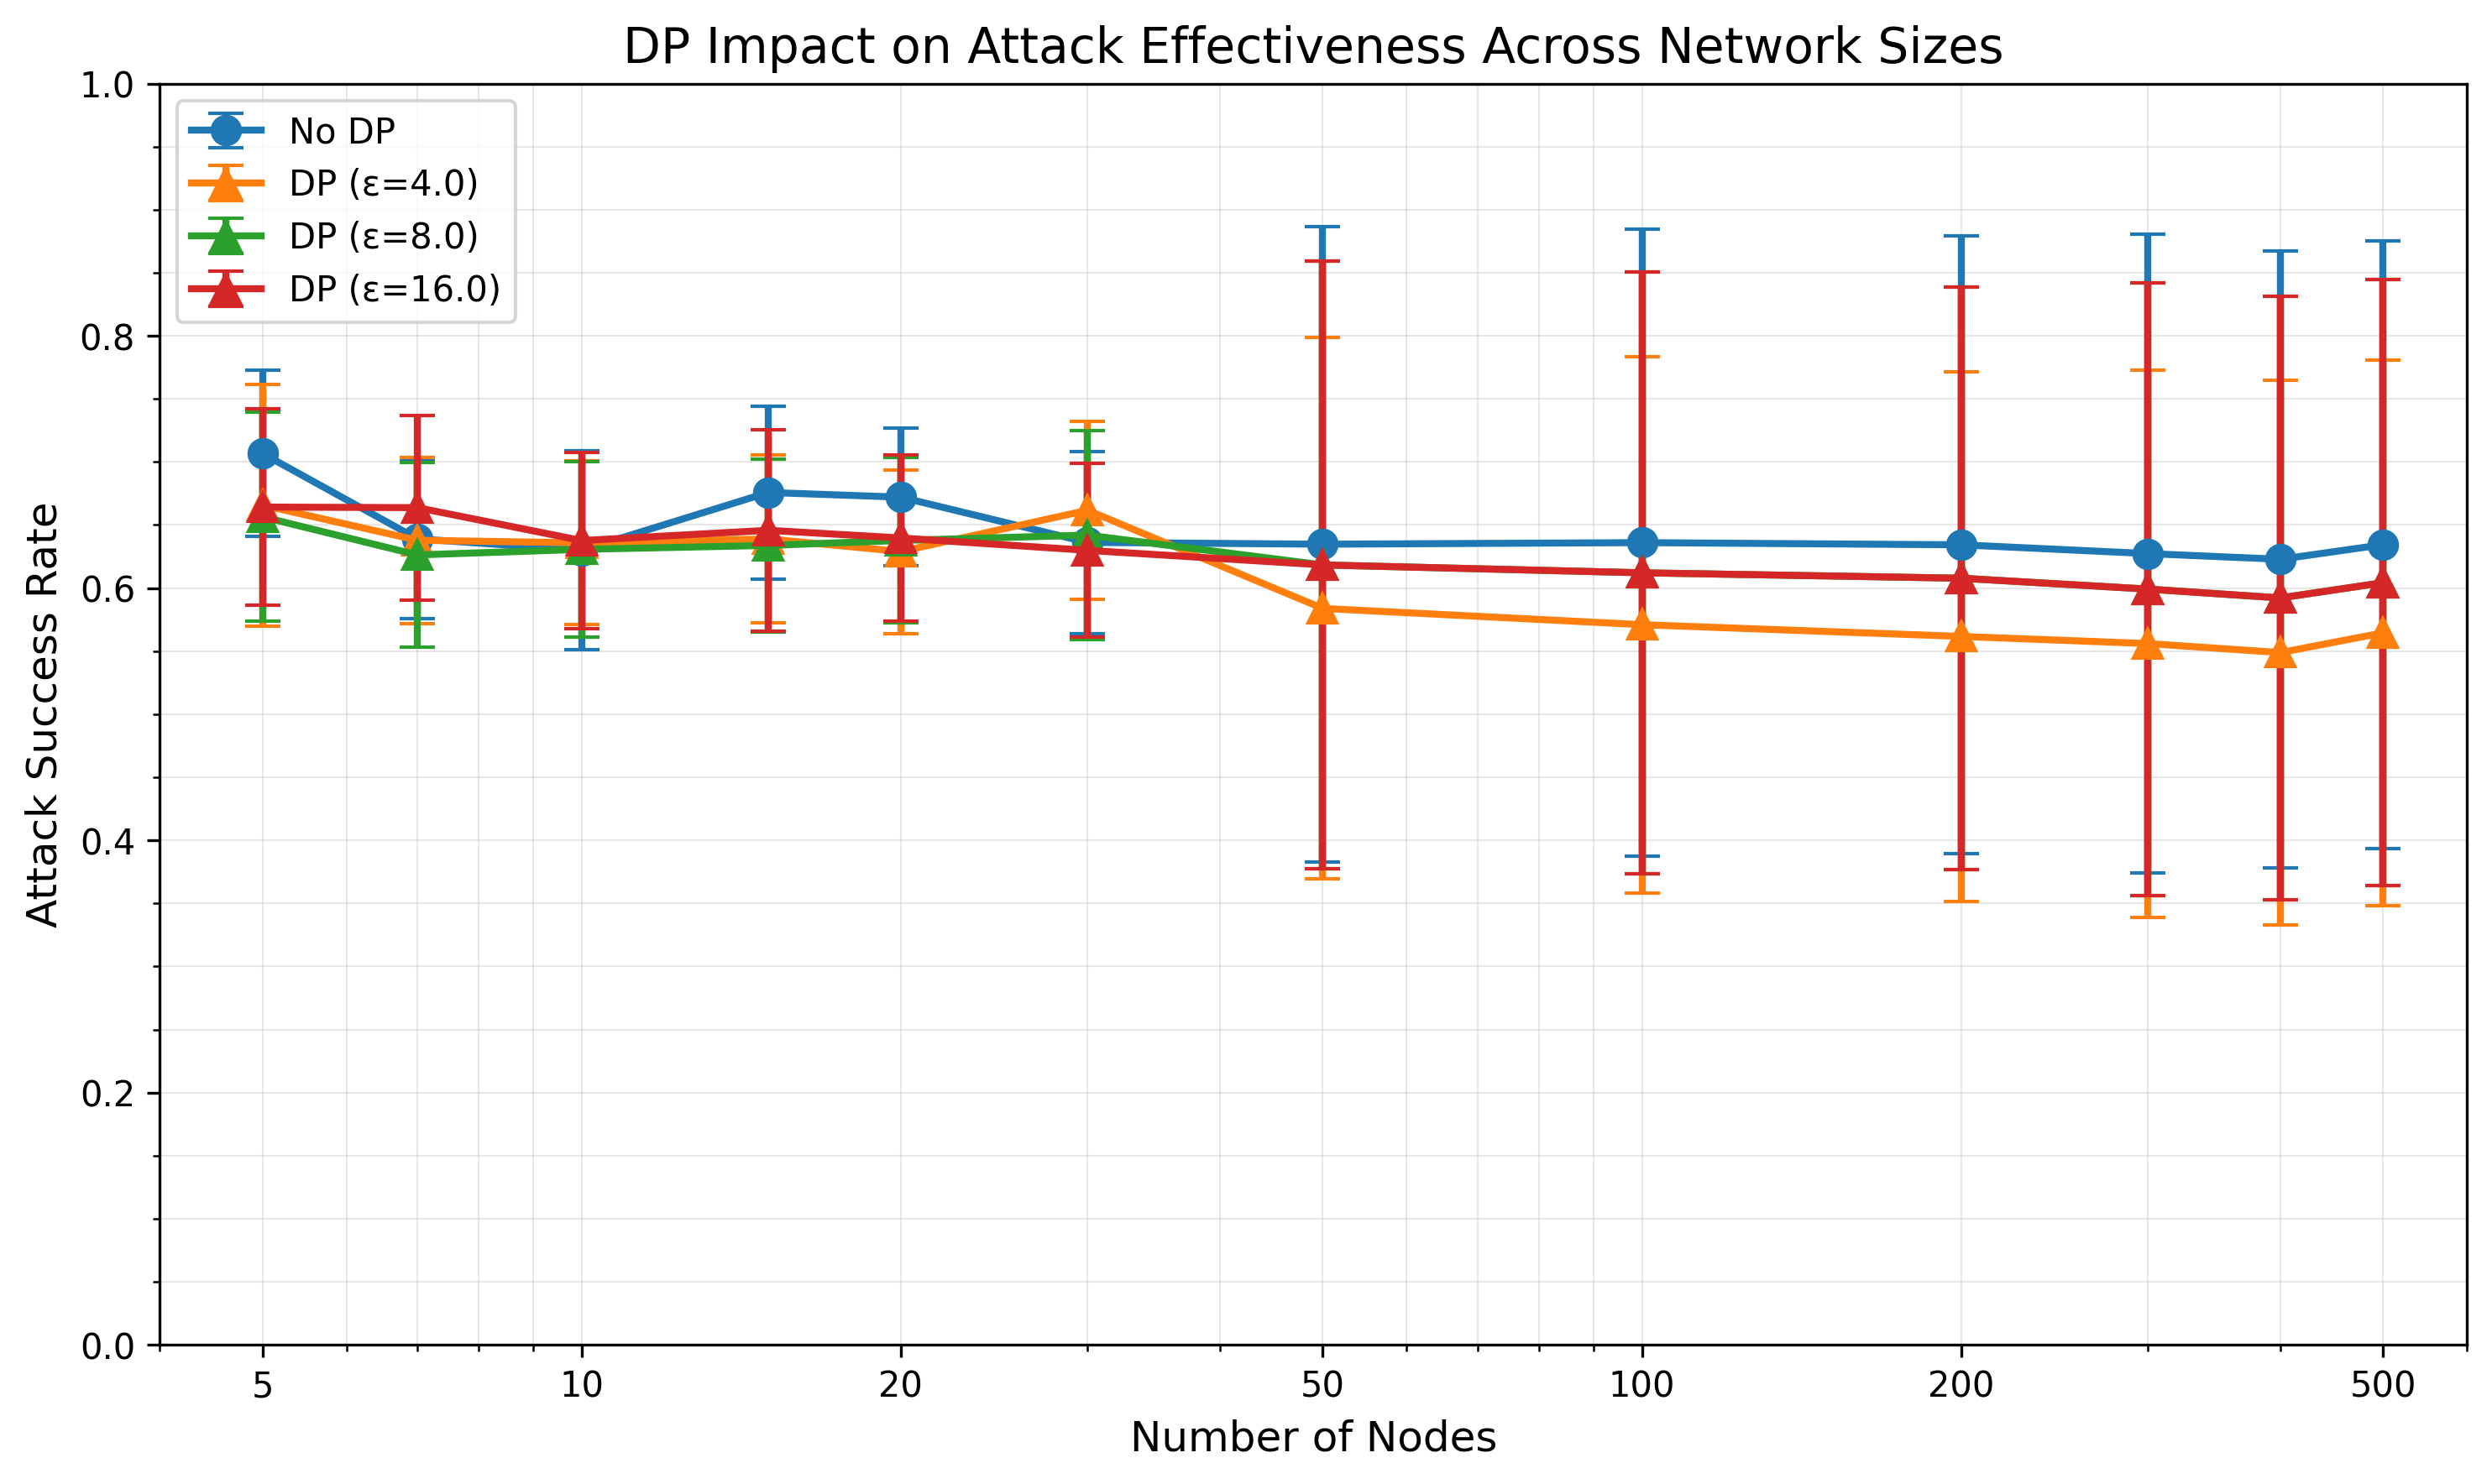 DP Impact on Attack Effectiveness Across Network Sizes
No DP
DP (ε=4.0)
DP (ε=8.0)
DP (ε=16.0)
Attack Success Rate
1.0
0.8
0.6
0.4
0.2
0.0
5 10 20 50 100 200 500
Number of Nodes